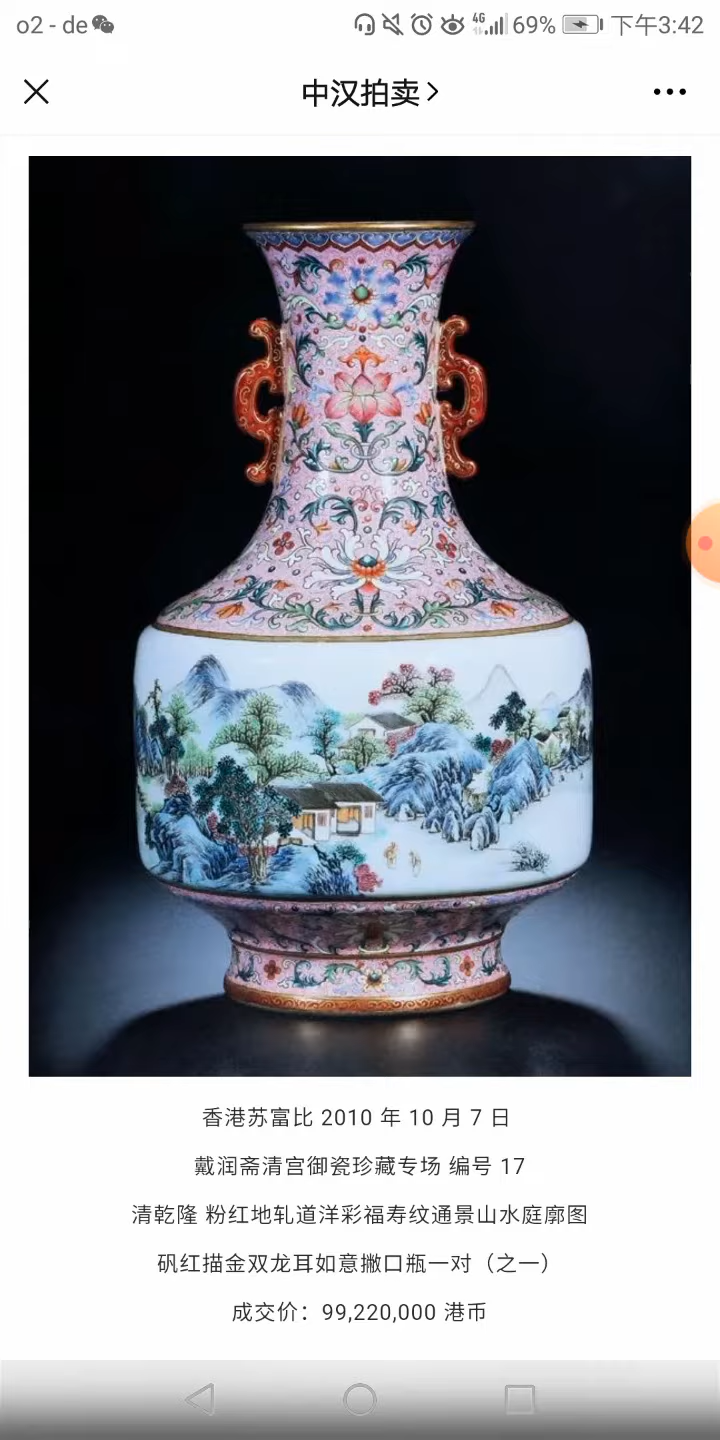 o2 - de 4G 69% 下午3:42
中汉拍卖
香港苏富比 2010 年 10 月 7 日
戴润斋清宫御瓷珍藏专场 编号 17
清乾隆 粉红地轧道洋彩福寿纹通景山水庭廓图
矾红描金双龙耳如意撇口瓶一对（之一）
成交价：99,220,000 港币